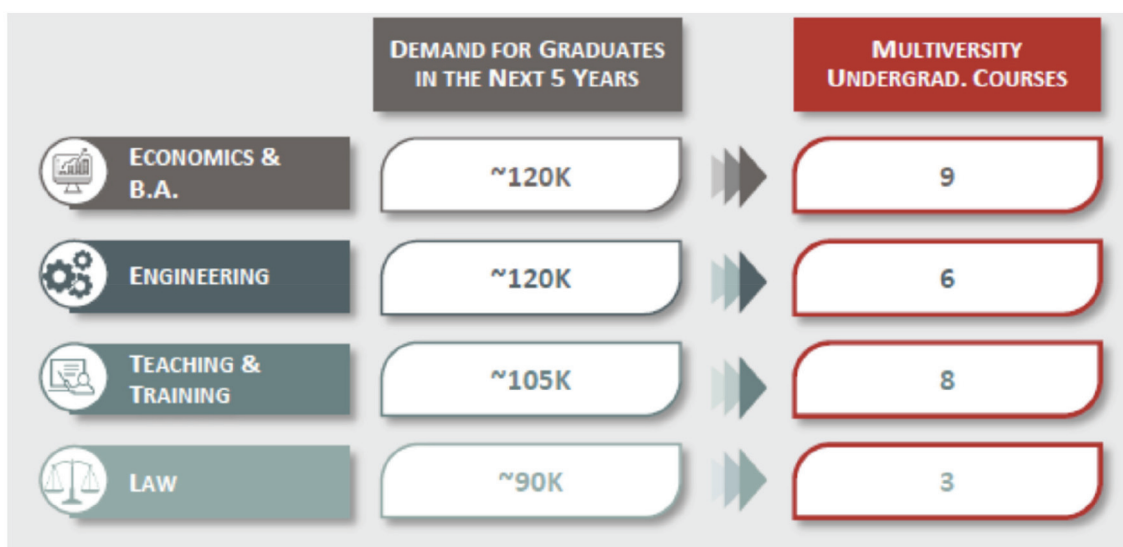 DEMAND FOR GRADUATES
IN THE NEXT 5 YEARS
MULTIVERSITY
UNDERGRAD. COURSES
ECONOMICS &
B.A.
~120K
9
ENGINEERING
~120K
6
TEACHING &
TRAINING
~105K
8
LAW
~90K
3